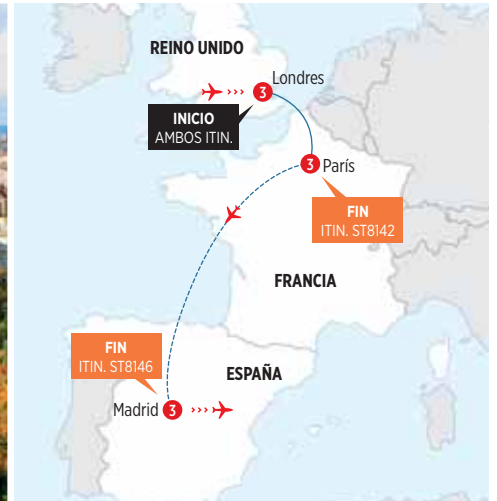 REINO UNIDO
Londres
3
INICIO
AMBOS ITIN.
3
París
FIN
ITIN. ST8142
FRANCIA
FIN
ITIN. ST8146
ESPAÑA
Madrid
3